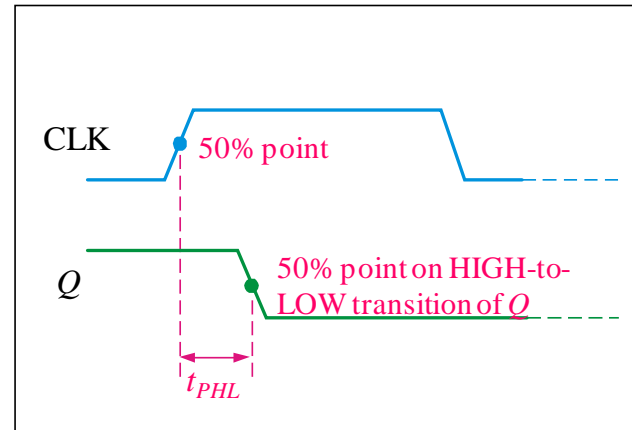 CLK
50% point
Q
50% point on HIGH-to-
LOW transition of Q
tPHL